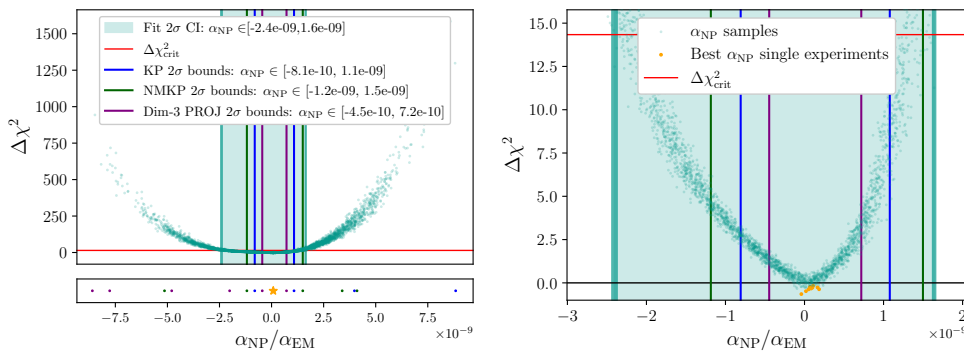 Fit 2σ CI: α_NP ∈[-2.4e-09,1.6e-09]
Δχ²_crit
KP 2σ bounds: α_NP ∈ [-8.1e-10, 1.1e-09]
NMKP 2σ bounds: α_NP ∈ [-1.2e-09, 1.5e-09]
Dim-3 PROJ 2σ bounds: α_NP ∈ [-4.5e-10, 7.2e-10]
Δχ²
1500
1250
1000
750
500
250
0
−7.5
−5.0
−2.5
0.0
2.5
5.0
7.5
×10⁻⁹
α_NP/α_EM
α_NP samples
Best α_NP single experiments
Δχ²_crit
Δχ²
15.0
12.5
10.0
7.5
5.0
2.5
0.0
−3
−2
−1
0
1
2
×10⁻⁹
α_NP/α_EM